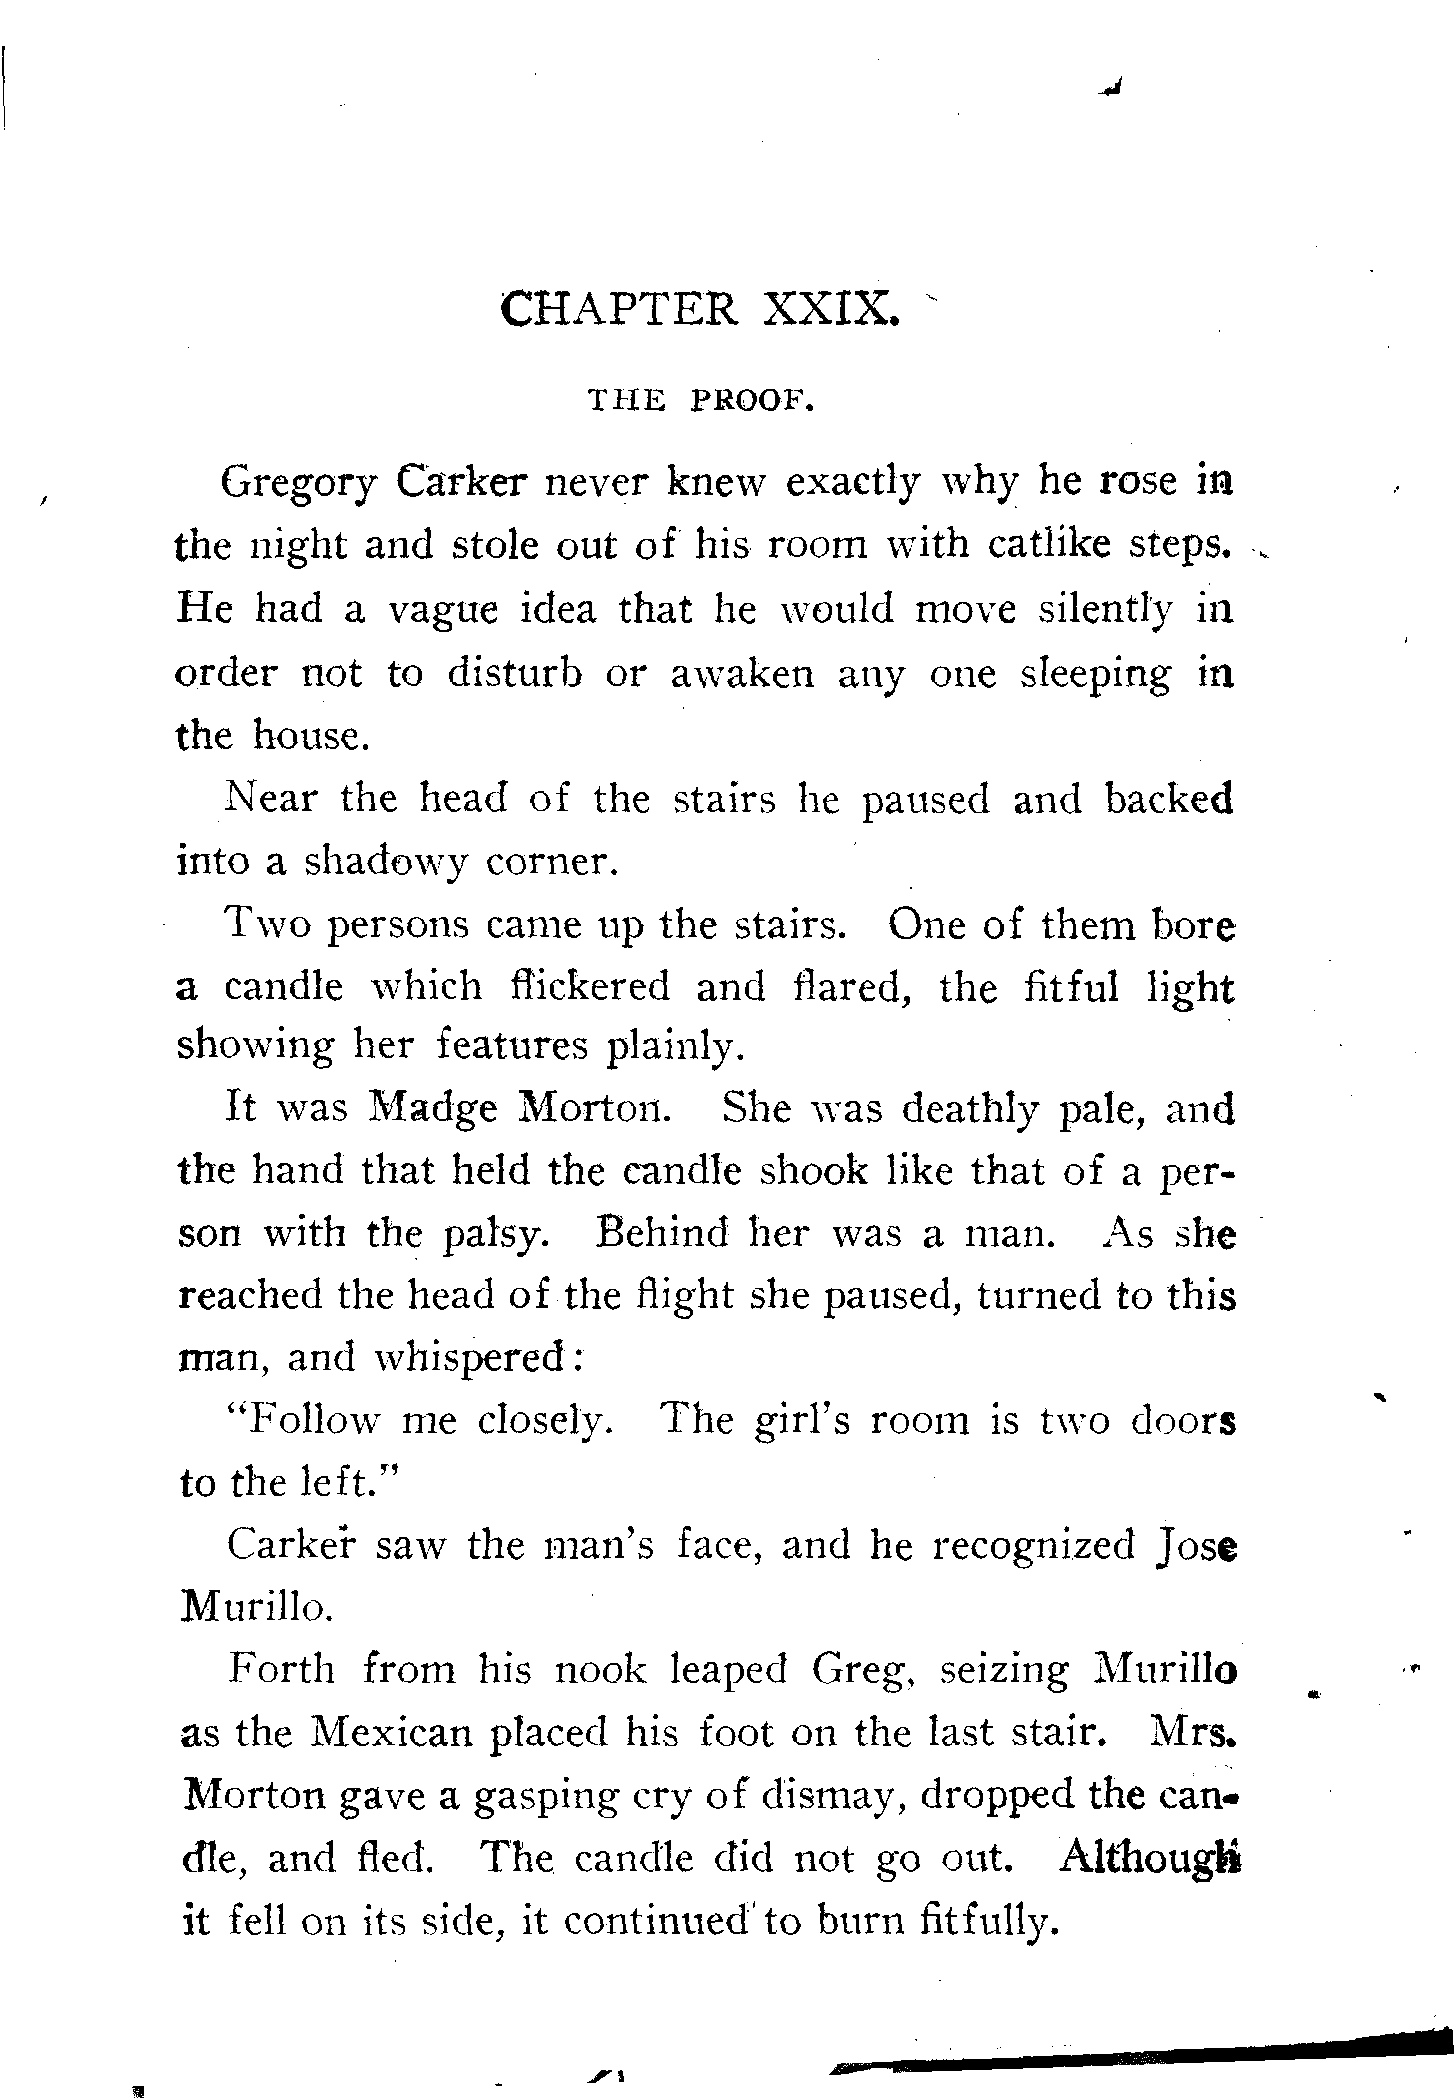 CHAPTER XXIX.
THE PROOF.
Gregory Carker never knew exactly why he rose in
the night and stole out of his room with catlike steps.
He had a vague idea that he would move silently in
order not to disturb or awaken any one sleeping in
the house.
Near the head of the stairs he paused and backed
into a shadowy corner.
Two persons came up the stairs. One of them bore
a candle which flickered and flared, the fitful light
showing her features plainly.
It was Madge Morton. She was deathly pale, and
the hand that held the candle shook like that of a per-
son with the palsy. Behind her was a man. As she
reached the head of the flight she paused, turned to this
man, and whispered:
"Follow me closely. The girl's room is two doors
to the left."
Carker saw the man's face, and he recognized Jose
Murillo.
Forth from his nook leaped Greg, seizing Murillo
as the Mexican placed his foot on the last stair. Mrs.
Morton gave a gasping cry of dismay, dropped the can-
dle, and fled. The candle did not go out. Although
it fell on its side, it continued to burn fitfully.